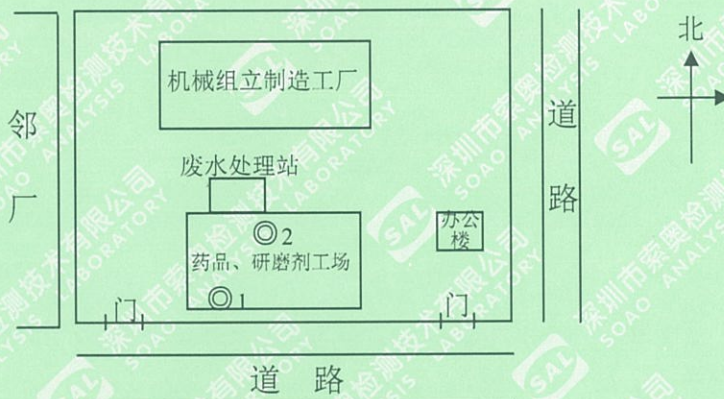 北
机械组立制造工厂
邻厂
道路
废水处理站
办公楼
◎2
药品、研磨剂工场
◎1
门
门
道 路
SAL
深圳市索奥检测技术有限公司
SOAO ANALYSIS LABORATORY